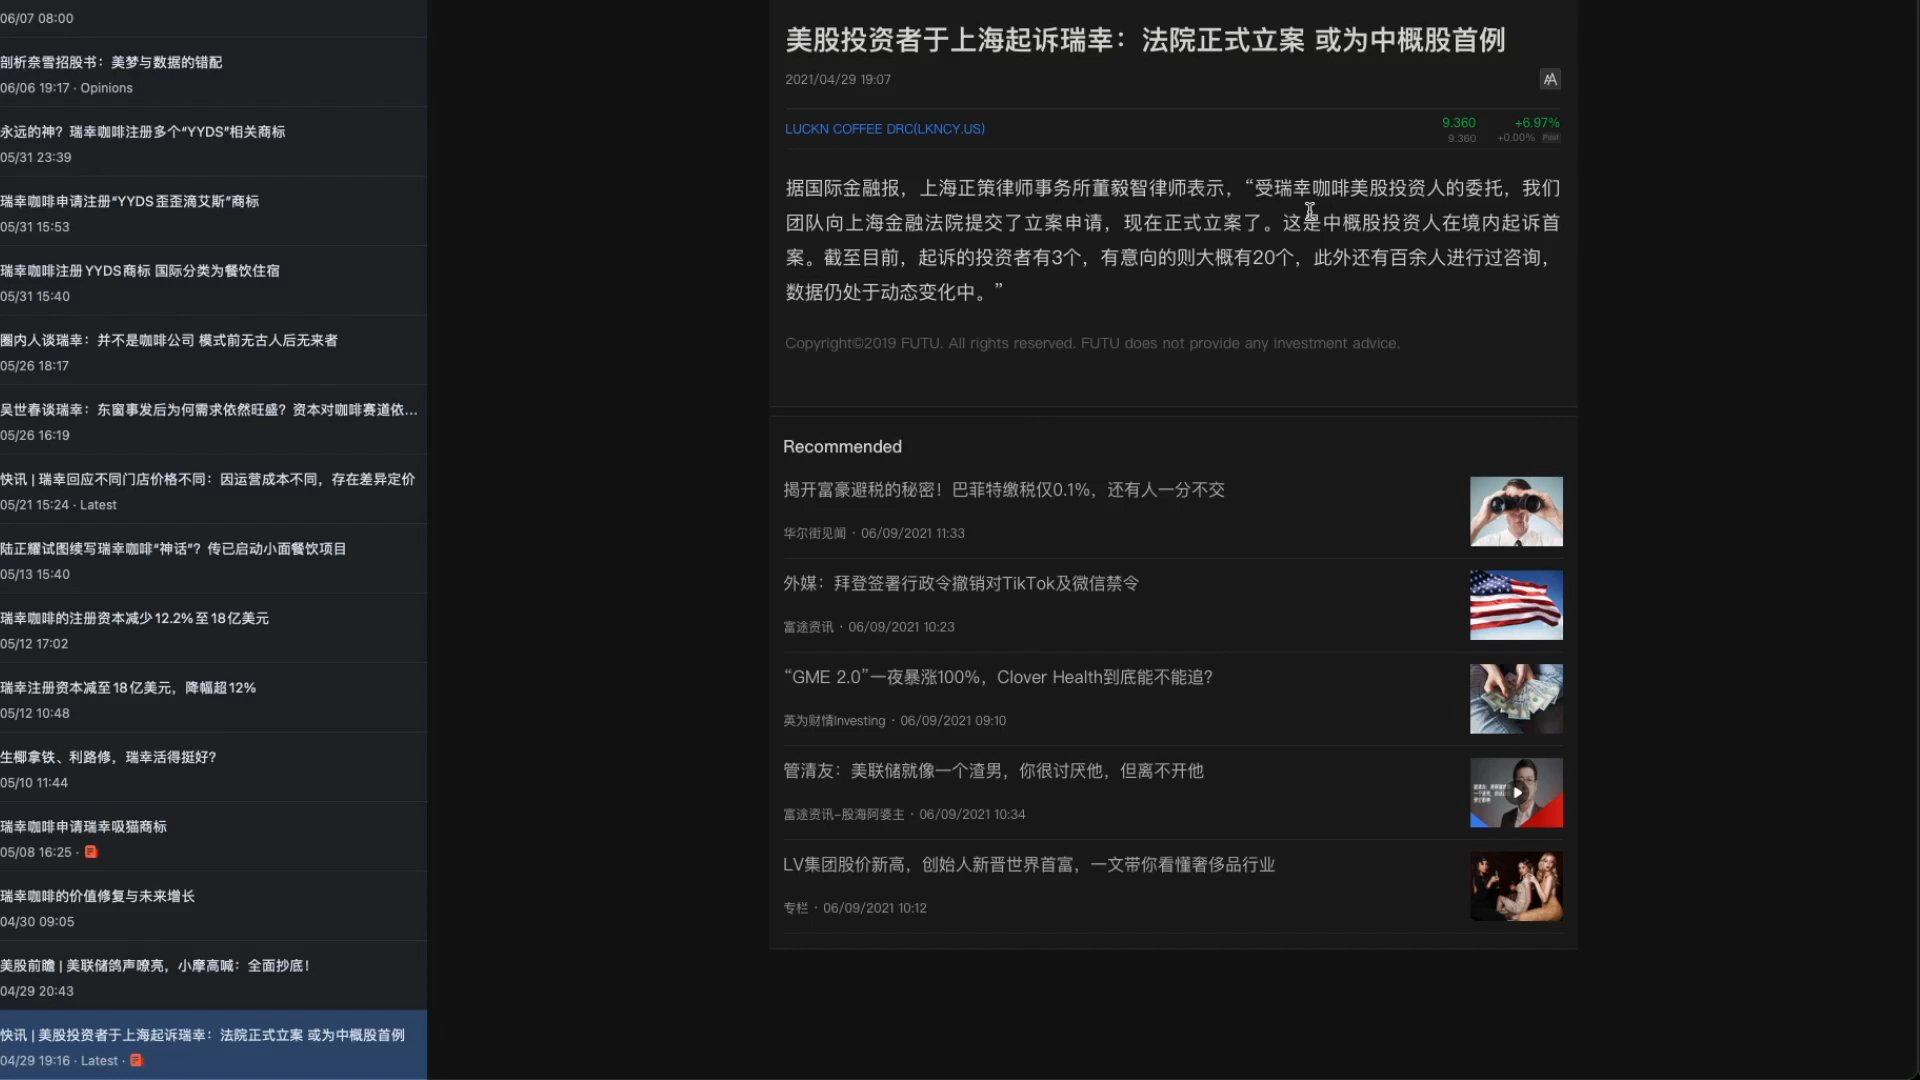 06/07 08:00
剖析奈雪招股书：美梦与数据的错配
06/06 19:17 · Opinions
永远的神？瑞幸咖啡注册多个“YYDS”相关商标
05/31 23:39
瑞幸咖啡申请注册“YYDS歪歪滴艾斯”商标
05/31 15:53
瑞幸咖啡注册YYDS商标 国际分类为餐饮住宿
05/31 15:40
圈内人谈瑞幸：并不是咖啡公司 模式前无古人后无来者
05/26 18:17
吴世春谈瑞幸：东窗事发后为何需求依然旺盛？资本对咖啡赛道依...
05/26 16:19
快讯 | 瑞幸回应不同门店价格不同：因运营成本不同，存在差异定价
05/21 15:24 · Latest
陆正耀试图续写瑞幸咖啡“神话”？传已启动小面餐饮项目
05/13 15:40
瑞幸咖啡的注册资本减少12.2%至18亿美元
05/12 17:02
瑞幸注册资本减至18亿美元，降幅超12%
05/12 10:48
生椰拿铁、利路修，瑞幸活得挺好？
05/10 11:44
瑞幸咖啡申请瑞幸吸猫商标
05/08 16:25 ·
瑞幸咖啡的价值修复与未来增长
04/30 09:05
美股前瞻 | 美联储鸽声嘹亮，小摩高喊：全面抄底！
04/29 20:43
快讯 | 美股投资者于上海起诉瑞幸：法院正式立案 或为中概股首例
04/29 19:16 · Latest ·
美股投资者于上海起诉瑞幸：法院正式立案 或为中概股首例
2021/04/29 19:07
AA
LUCKN COFFEE DRC(LKNCY.US)
9.360 +6.97%
9.360 +0.00% Post
据国际金融报，上海正策律师事务所董毅智律师表示，“受瑞幸咖啡美股投资人的委托，我们
团队向上海金融法院提交了立案申请，现在正式立案了。这是中概股投资人在境内起诉首
案。截至目前，起诉的投资者有3个，有意向的则大概有20个，此外还有百余人进行过咨询，
数据仍处于动态变化中。”
Copyright©2019 FUTU. All rights reserved. FUTU does not provide any investment advice.
Recommended
揭开富豪避税的秘密！巴菲特缴税仅0.1%，还有人一分不交
华尔街见闻 · 06/09/2021 11:33
外媒：拜登签署行政令撤销对TikTok及微信禁令
富途资讯 · 06/09/2021 10:23
“GME 2.0”一夜暴涨100%，Clover Health到底能不能追？
英为财情Investing · 06/09/2021 09:10
管清友：美联储就像一个渣男，你很讨厌他，但离不开他
富途资讯-股海阿婆主 · 06/09/2021 10:34
LV集团股价新高，创始人新晋世界首富，一文带你看懂奢侈品行业
专栏 · 06/09/2021 10:12